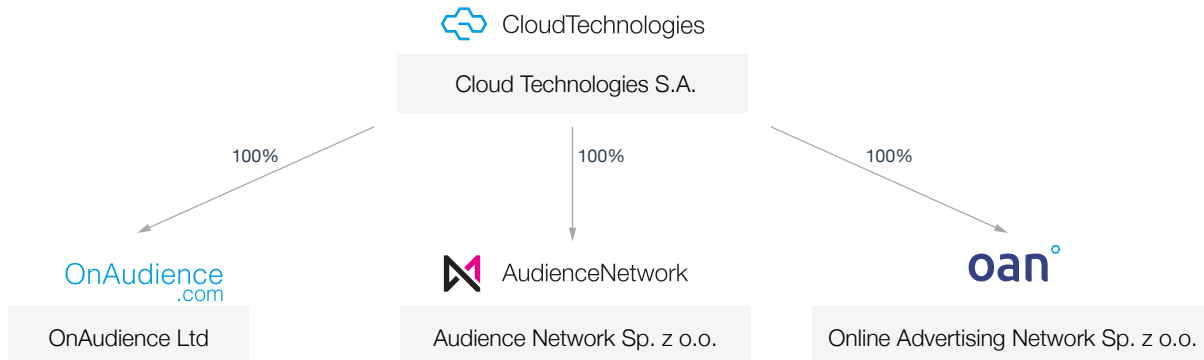 CloudTechnologies
Cloud Technologies S.A.
100%
100%
100%
OnAudience
.com
AudienceNetwork
oan
OnAudience Ltd
Audience Network Sp. z o.o.
Online Advertising Network Sp. z o.o.